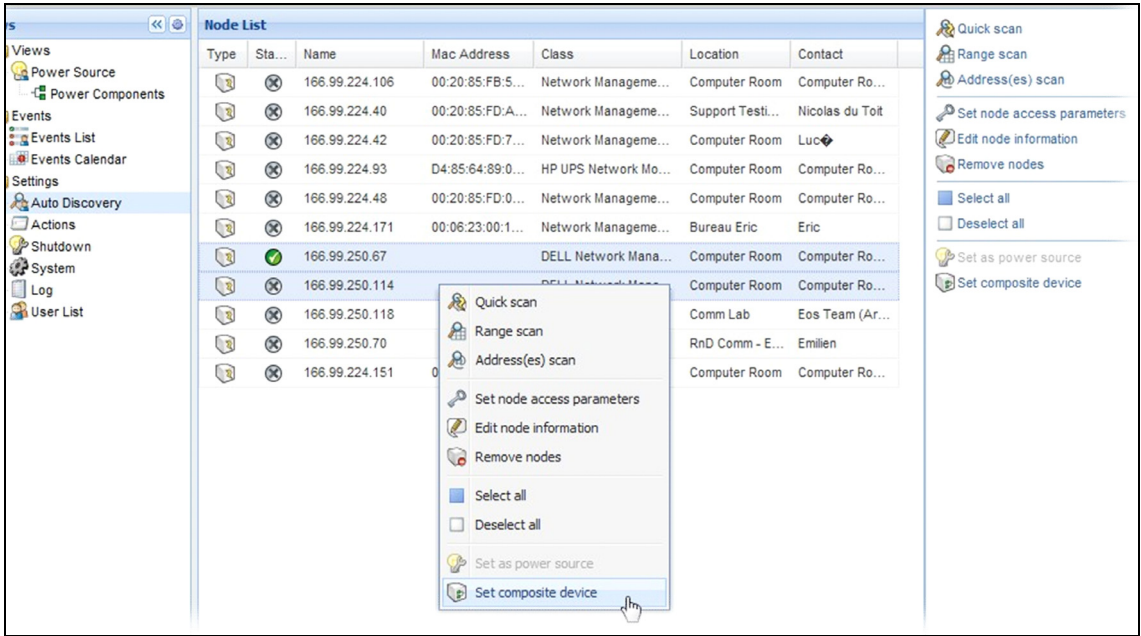 s
Node List
Views
Power Source
Power Components
Events
Events List
Events Calendar
Settings
Auto Discovery
Actions
Shutdown
System
Log
User List
Type Sta... Name Mac Address Class Location Contact
166.99.224.106 00:20:85:FB:5... Network Manageme... Computer Room Computer Ro...
166.99.224.40 00:20:85:FD:A... Network Manageme... Support Testi... Nicolas du Toit
166.99.224.42 00:20:85:FD:7... Network Manageme... Computer Room Luc�
166.99.224.93 D4:85:64:89:0... HP UPS Network Mo... Computer Room Computer Ro...
166.99.224.48 00:20:85:FD:0... Network Manageme... Computer Room Computer Ro...
166.99.224.171 00:06:23:00:1... Network Manageme... Bureau Eric Eric
166.99.250.67 DELL Network Mana... Computer Room Computer Ro...
166.99.250.114 DELL Network Mana... Computer Room Computer Ro...
166.99.250.118 Comm Lab Eos Team (Ar...
166.99.250.70 RnD Comm - E... Emilien
166.99.224.151 0 Computer Room Computer Ro...
Quick scan
Range scan
Address(es) scan
Set node access parameters
Edit node information
Remove nodes
Select all
Deselect all
Set as power source
Set composite device
Quick scan
Range scan
Address(es) scan
Set node access parameters
Edit node information
Remove nodes
Select all
Deselect all
Set as power source
Set composite device